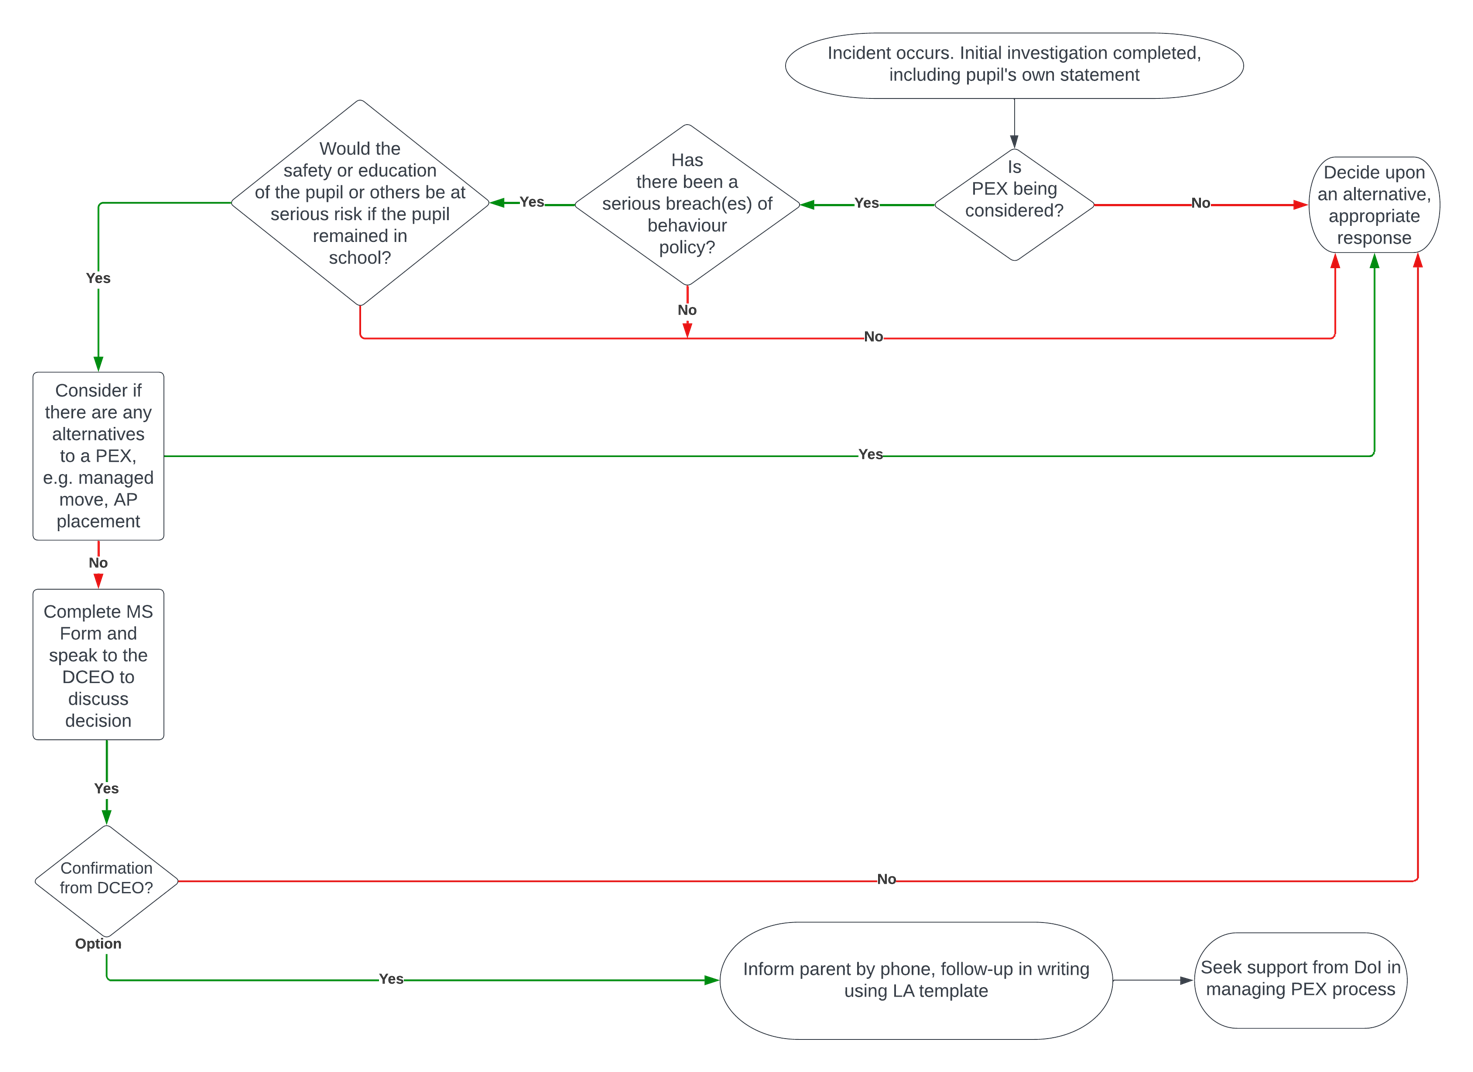 Incident occurs. Initial investigation completed,
including pupil's own statement
Is
PEX being
considered?
No
Decide upon
an alternative,
appropriate
response
Yes
Has
there been a
serious breach(es) of
behaviour
policy?
No
Yes
Would the
safety or education
of the pupil or others be at
serious risk if the pupil
remained in
school?
No
Yes
Consider if
there are any
alternatives
to a PEX,
e.g. managed
move, AP
placement
Yes
No
Complete MS
Form and
speak to the
DCEO to
discuss
decision
Yes
Confirmation
from DCEO?
No
Option
Yes
Inform parent by phone, follow-up in writing
using LA template
Seek support from DoI in
managing PEX process